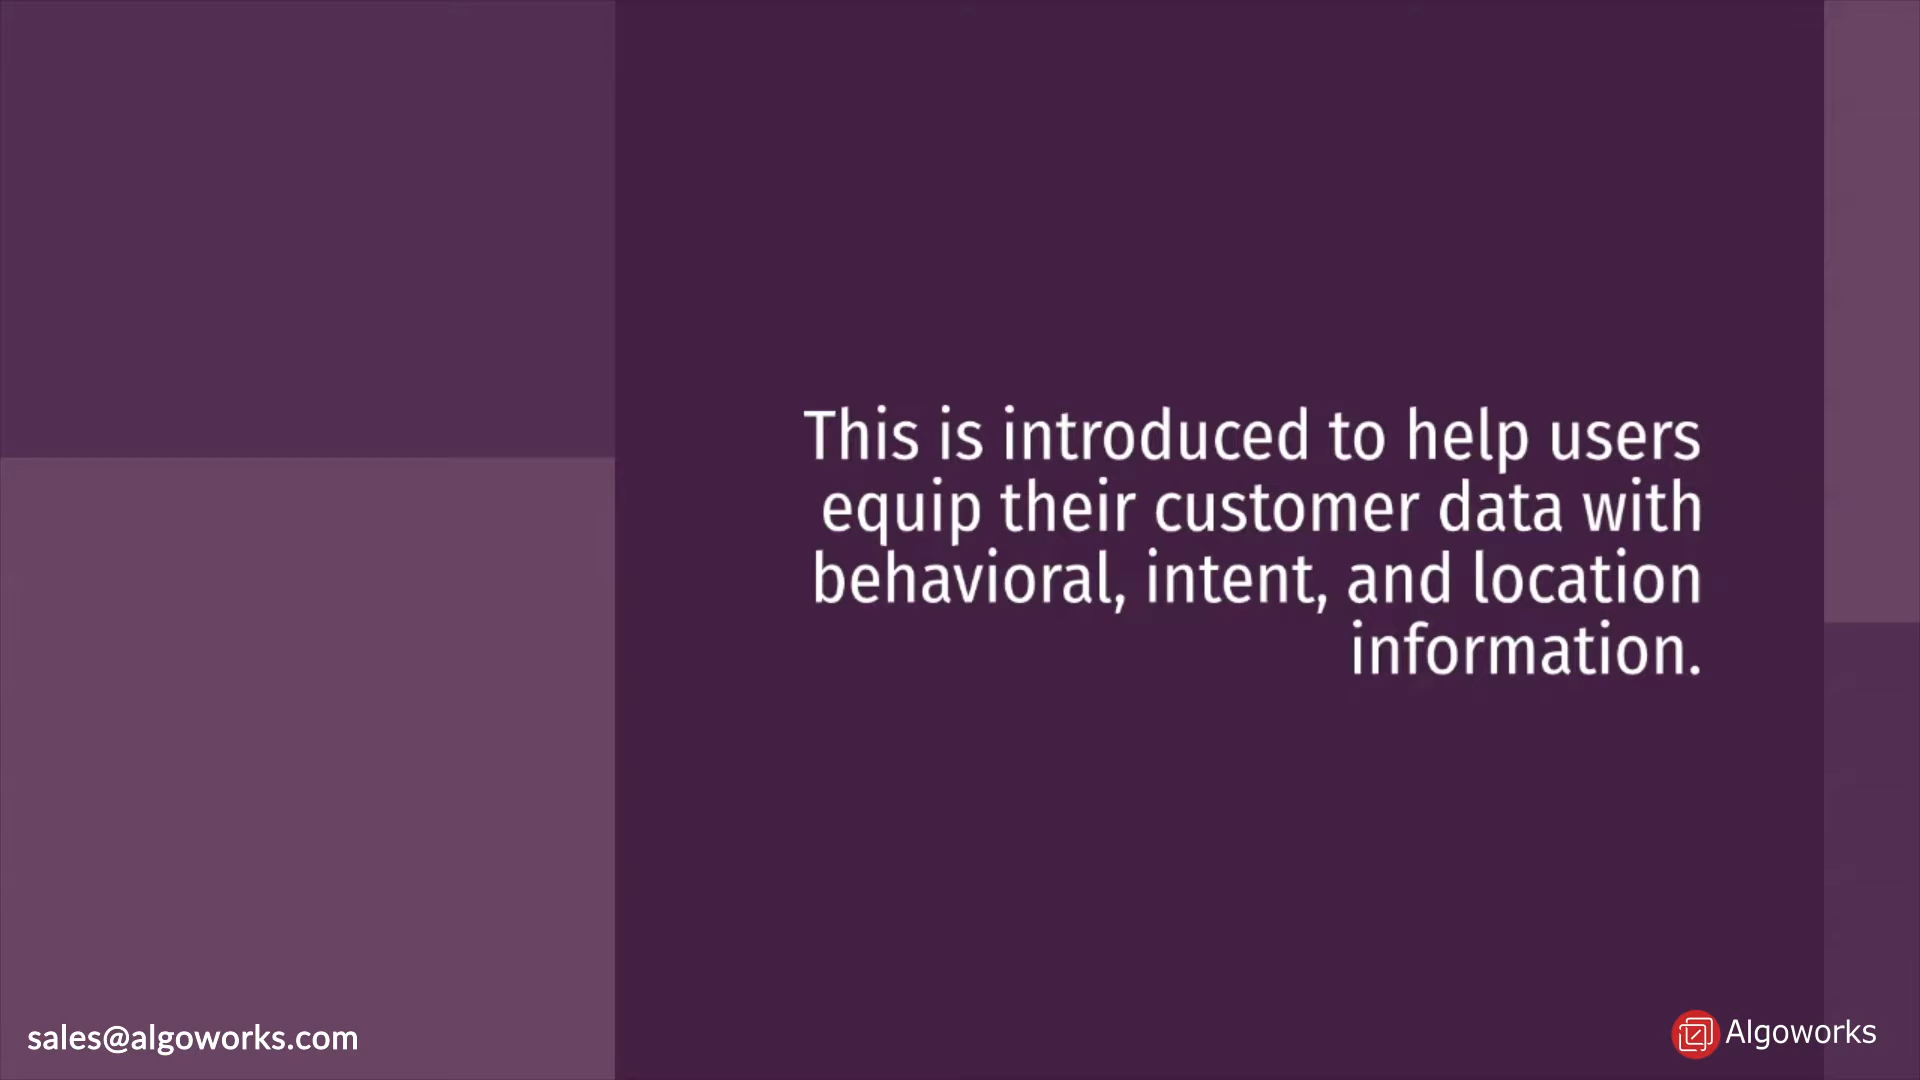 This is introduced to help users
equip their customer data with
behavioral, intent, and location
information.
sales@algoworks.com
Algoworks